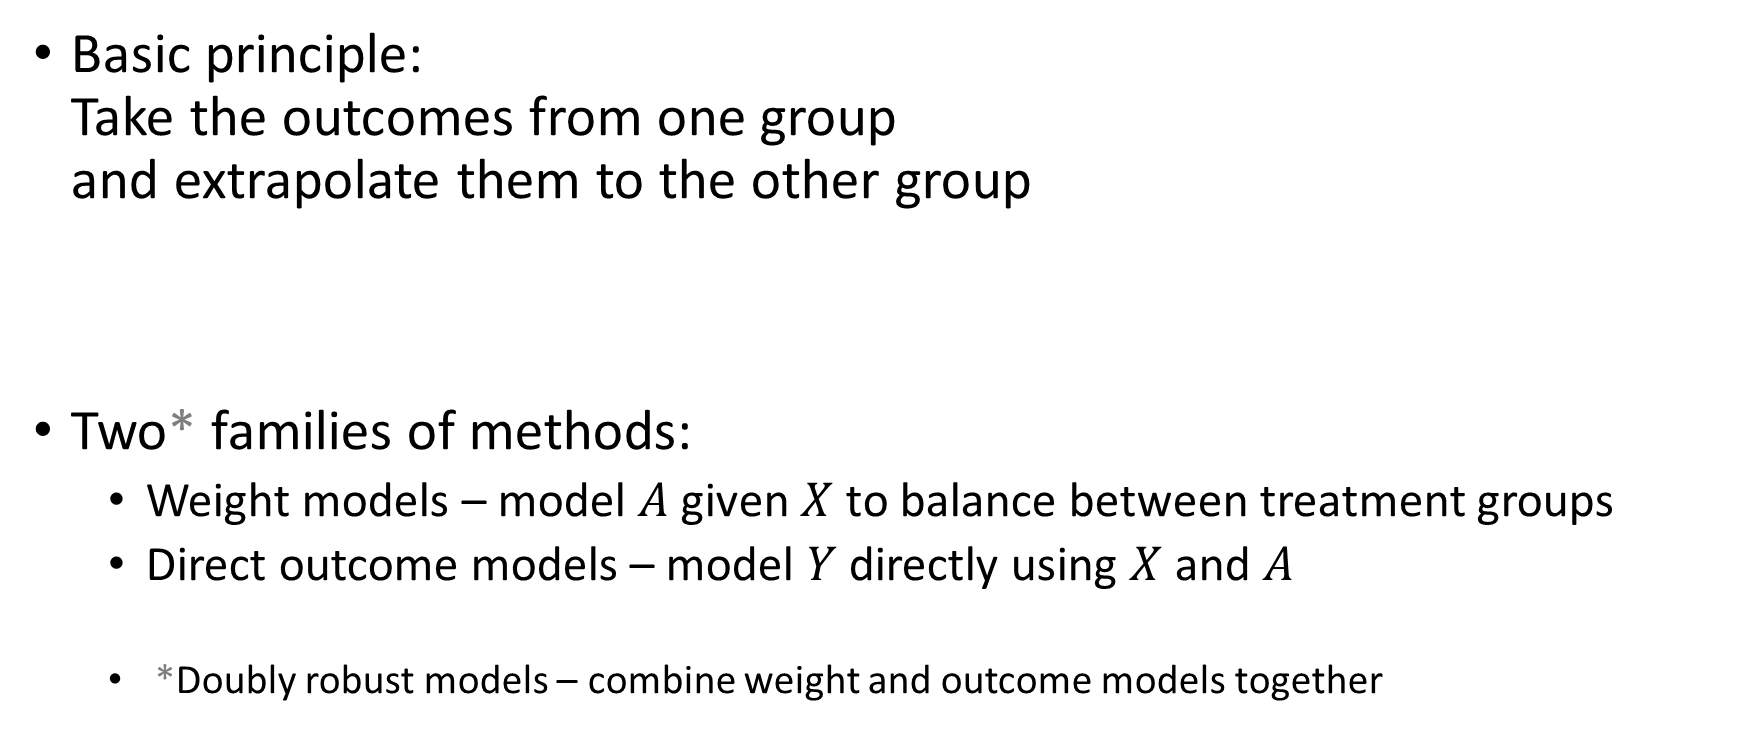 • Basic principle:
Take the outcomes from one group
and extrapolate them to the other group
• Two* families of methods:
• Weight models – model A given X to balance between treatment groups
• Direct outcome models – model Y directly using X and A
• *Doubly robust models – combine weight and outcome models together